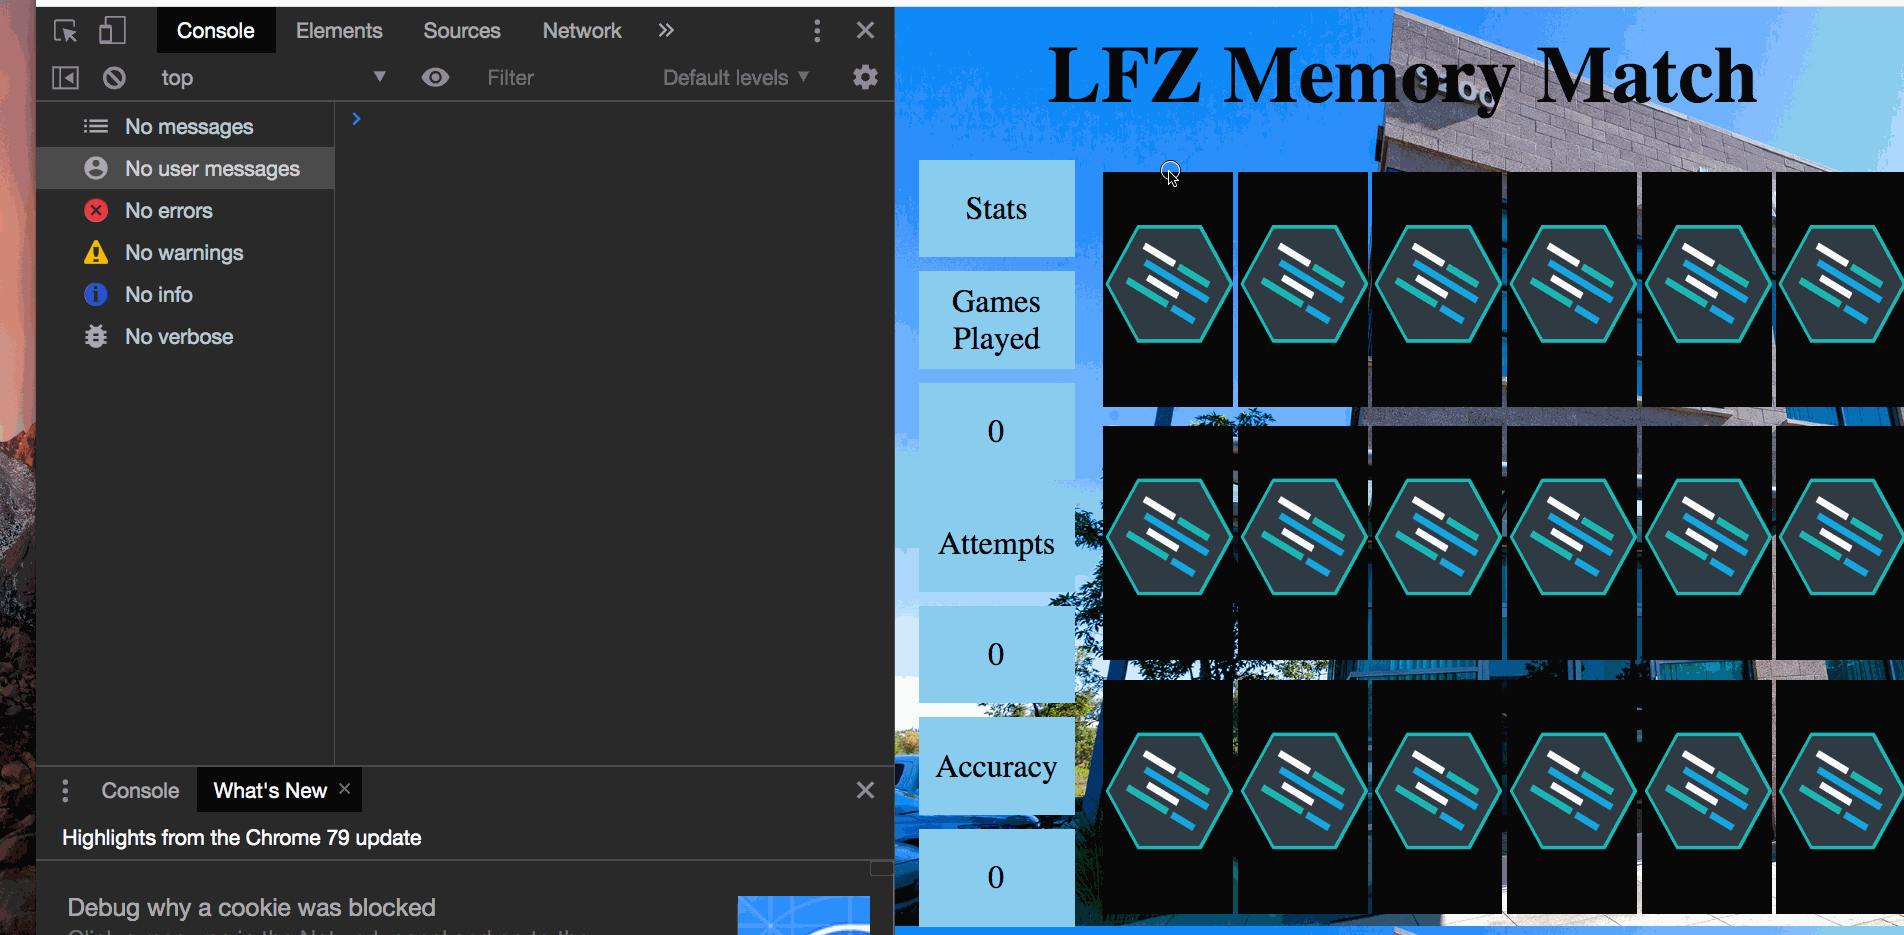 Console
Elements
Sources
Network
top
Filter
Default levels
No messages
No user messages
No errors
No warnings
No info
No verbose
Console
What's New
Highlights from the Chrome 79 update
Debug why a cookie was blocked
LFZ Memory Match
Stats
Games
Played
0
Attempts
0
Accuracy
0